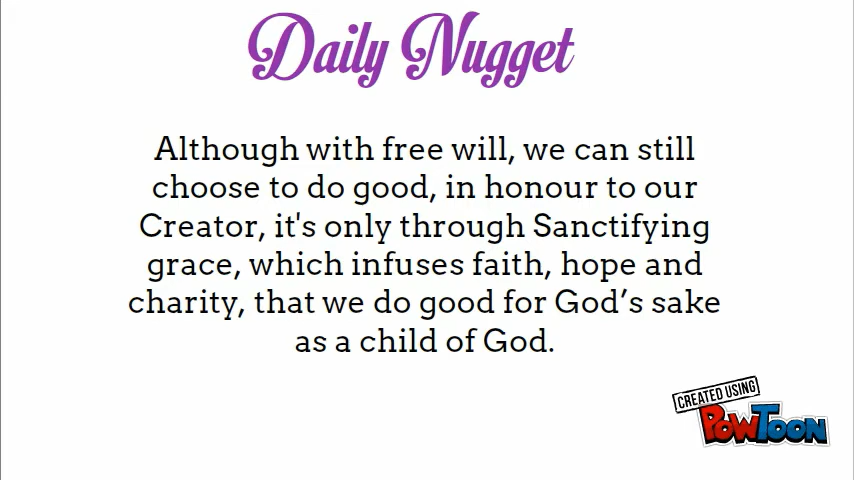 Daily Nugget
Although with free will, we can still
choose to do good, in honour to our
Creator, it's only through Sanctifying
grace, which infuses faith, hope and
charity, that we do good for God’s sake
as a child of God.
CREATED USING
POWTOON